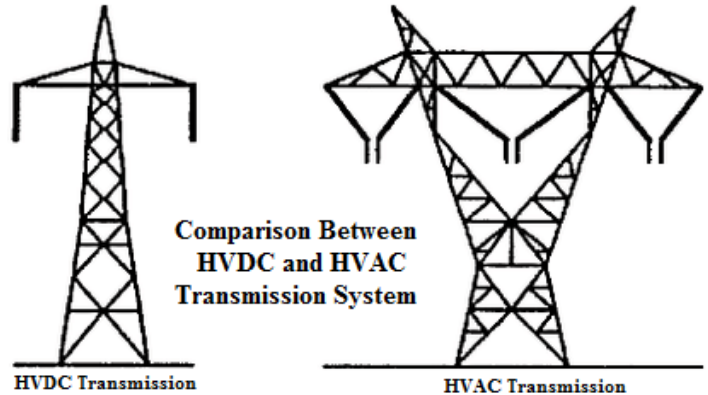 Comparison Between
HVDC and HVAC
Transmission System
HVDC Transmission
HVAC Transmission